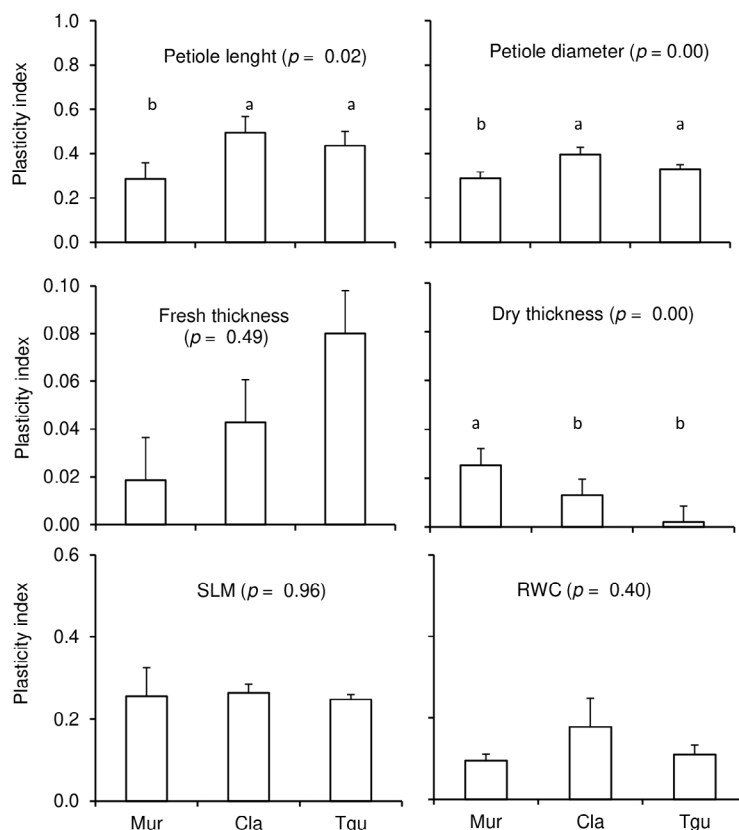 Plasticity index
1.0
0.8
0.6
0.4
0.2
0.0
Petiole lenght (p = 0.02)
b a a
Petiole diameter (p = 0.00)
b a a
Plasticity index
0.10
0.08
0.06
0.04
0.02
0.00
Fresh thickness
(p = 0.49)
Dry thickness (p = 0.00)
a b b
Plasticity index
0.6
0.4
0.2
0.0
SLM (p = 0.96)
RWC (p = 0.40)
Mur Cla Tgu
Mur Cla Tgu